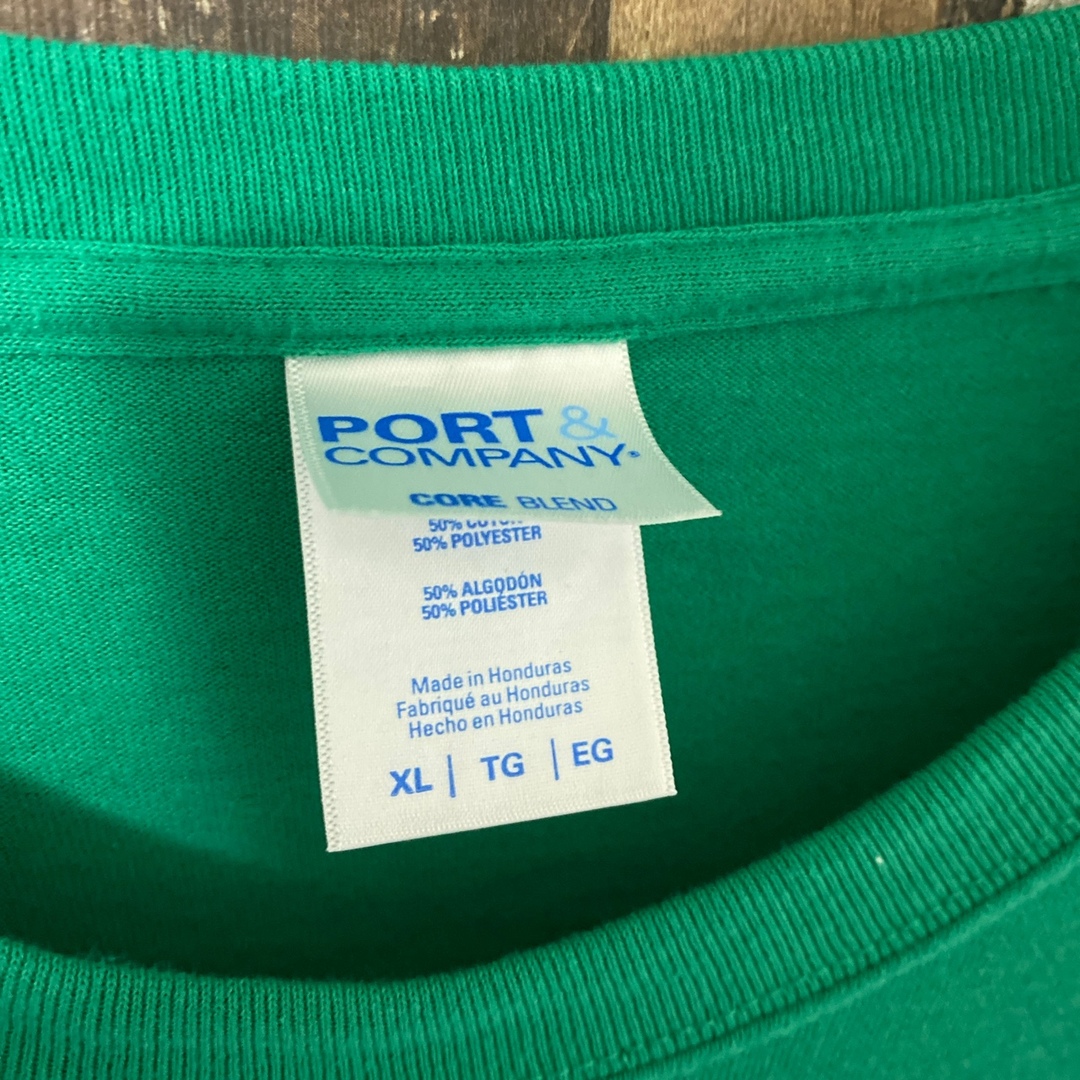 PORT &
COMPANY®
CORE BLEND
50%
50% POLYESTER
50% ALGODÓN
50% POLIÉSTER
Made in Honduras
Fabriqué au Honduras
Hecho en Honduras
XL | TG | EG